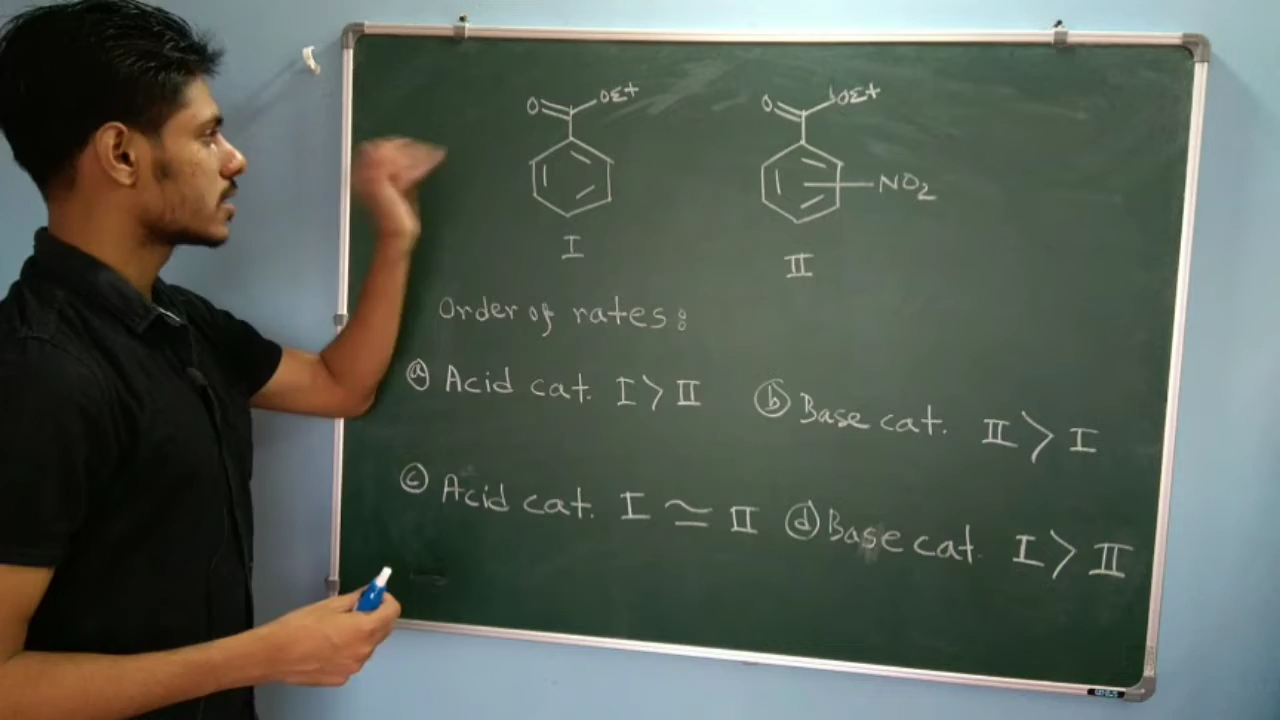 O OEt O OEt
NO2
I II
Order of rates:
(a) Acid cat. I > II (b) Base cat. II > I
(c) Acid cat. I ≃ II (d) Base cat. I > II